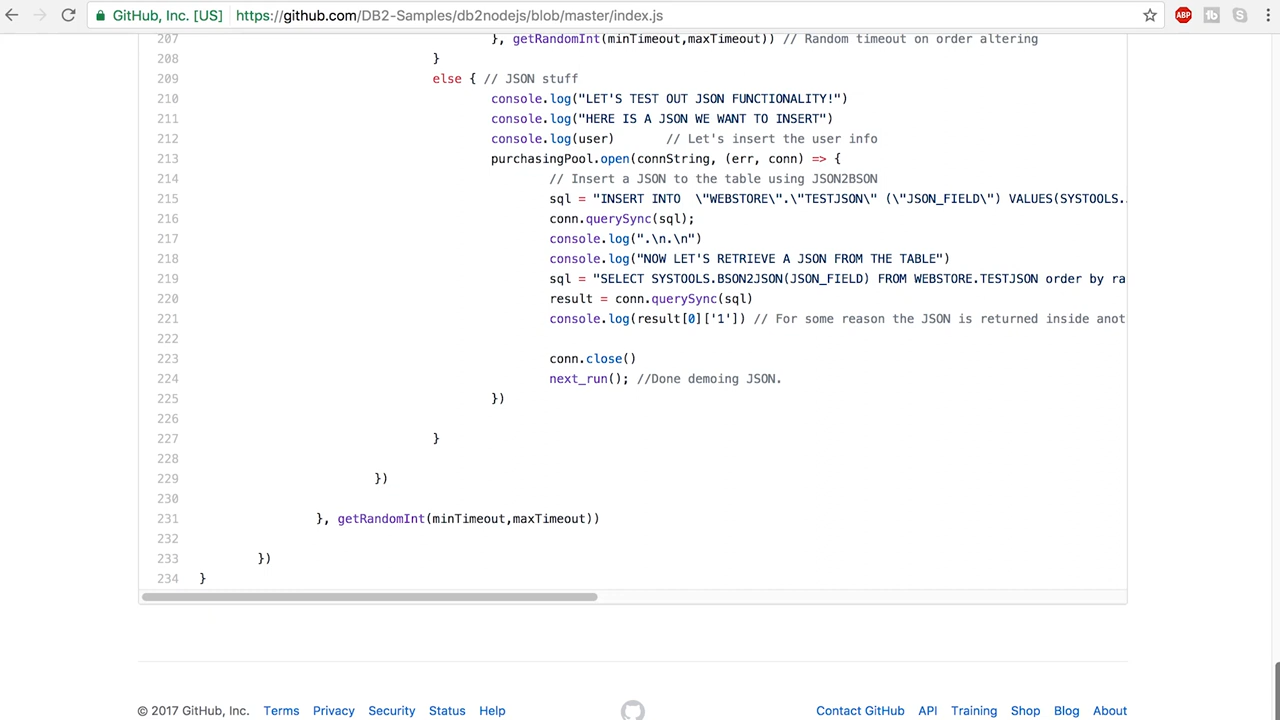 GitHub, Inc. [US] https://github.com/DB2-Samples/db2nodejs/blob/master/index.js ABP tb S
207 }, getRandomInt(minTimeout,maxTimeout)) // Random timeout on order altering
208 }
209 else { // JSON stuff
210 console.log("LET'S TEST OUT JSON FUNCTIONALITY!")
211 console.log("HERE IS A JSON WE WANT TO INSERT")
212 console.log(user) // Let's insert the user info
213 purchasingPool.open(connString, (err, conn) => {
214 // Insert a JSON to the table using JSON2BSON
215 sql = "INSERT INTO \"WEBSTORE\".\"TESTJSON\" (\"JSON_FIELD\") VALUES(SYSTOOLS.
216 conn.querySync(sql);
217 console.log(".\n.\n")
218 console.log("NOW LET'S RETRIEVE A JSON FROM THE TABLE")
219 sql = "SELECT SYSTOOLS.BSON2JSON(JSON_FIELD) FROM WEBSTORE.TESTJSON order by ra
220 result = conn.querySync(sql)
221 console.log(result[0]['1']) // For some reason the JSON is returned inside anot
222
223 conn.close()
224 next_run(); //Done demoing JSON.
225 })
226
227 }
228
229 })
230
231 }, getRandomInt(minTimeout,maxTimeout))
232
233 })
234 }
© 2017 GitHub, Inc. Terms Privacy Security Status Help Contact GitHub API Training Shop Blog About